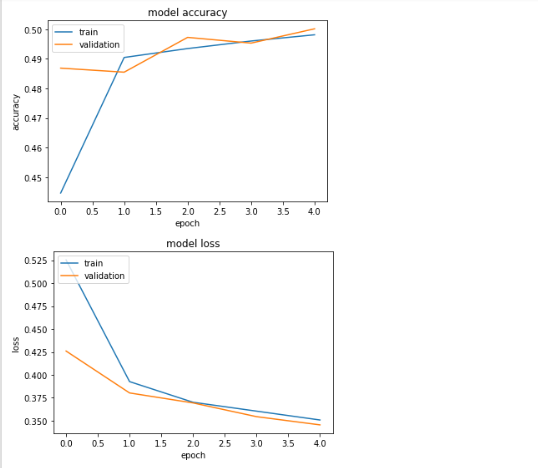 model accuracy
0.50
train
validation
0.49
0.48
0.47
0.46
0.45
accuracy
0.0 0.5 1.0 1.5 2.0 2.5 3.0 3.5 4.0
epoch
model loss
0.525
train
validation
0.500
0.475
0.450
0.425
0.400
0.375
0.350
loss
0.0 0.5 1.0 1.5 2.0 2.5 3.0 3.5 4.0
epoch